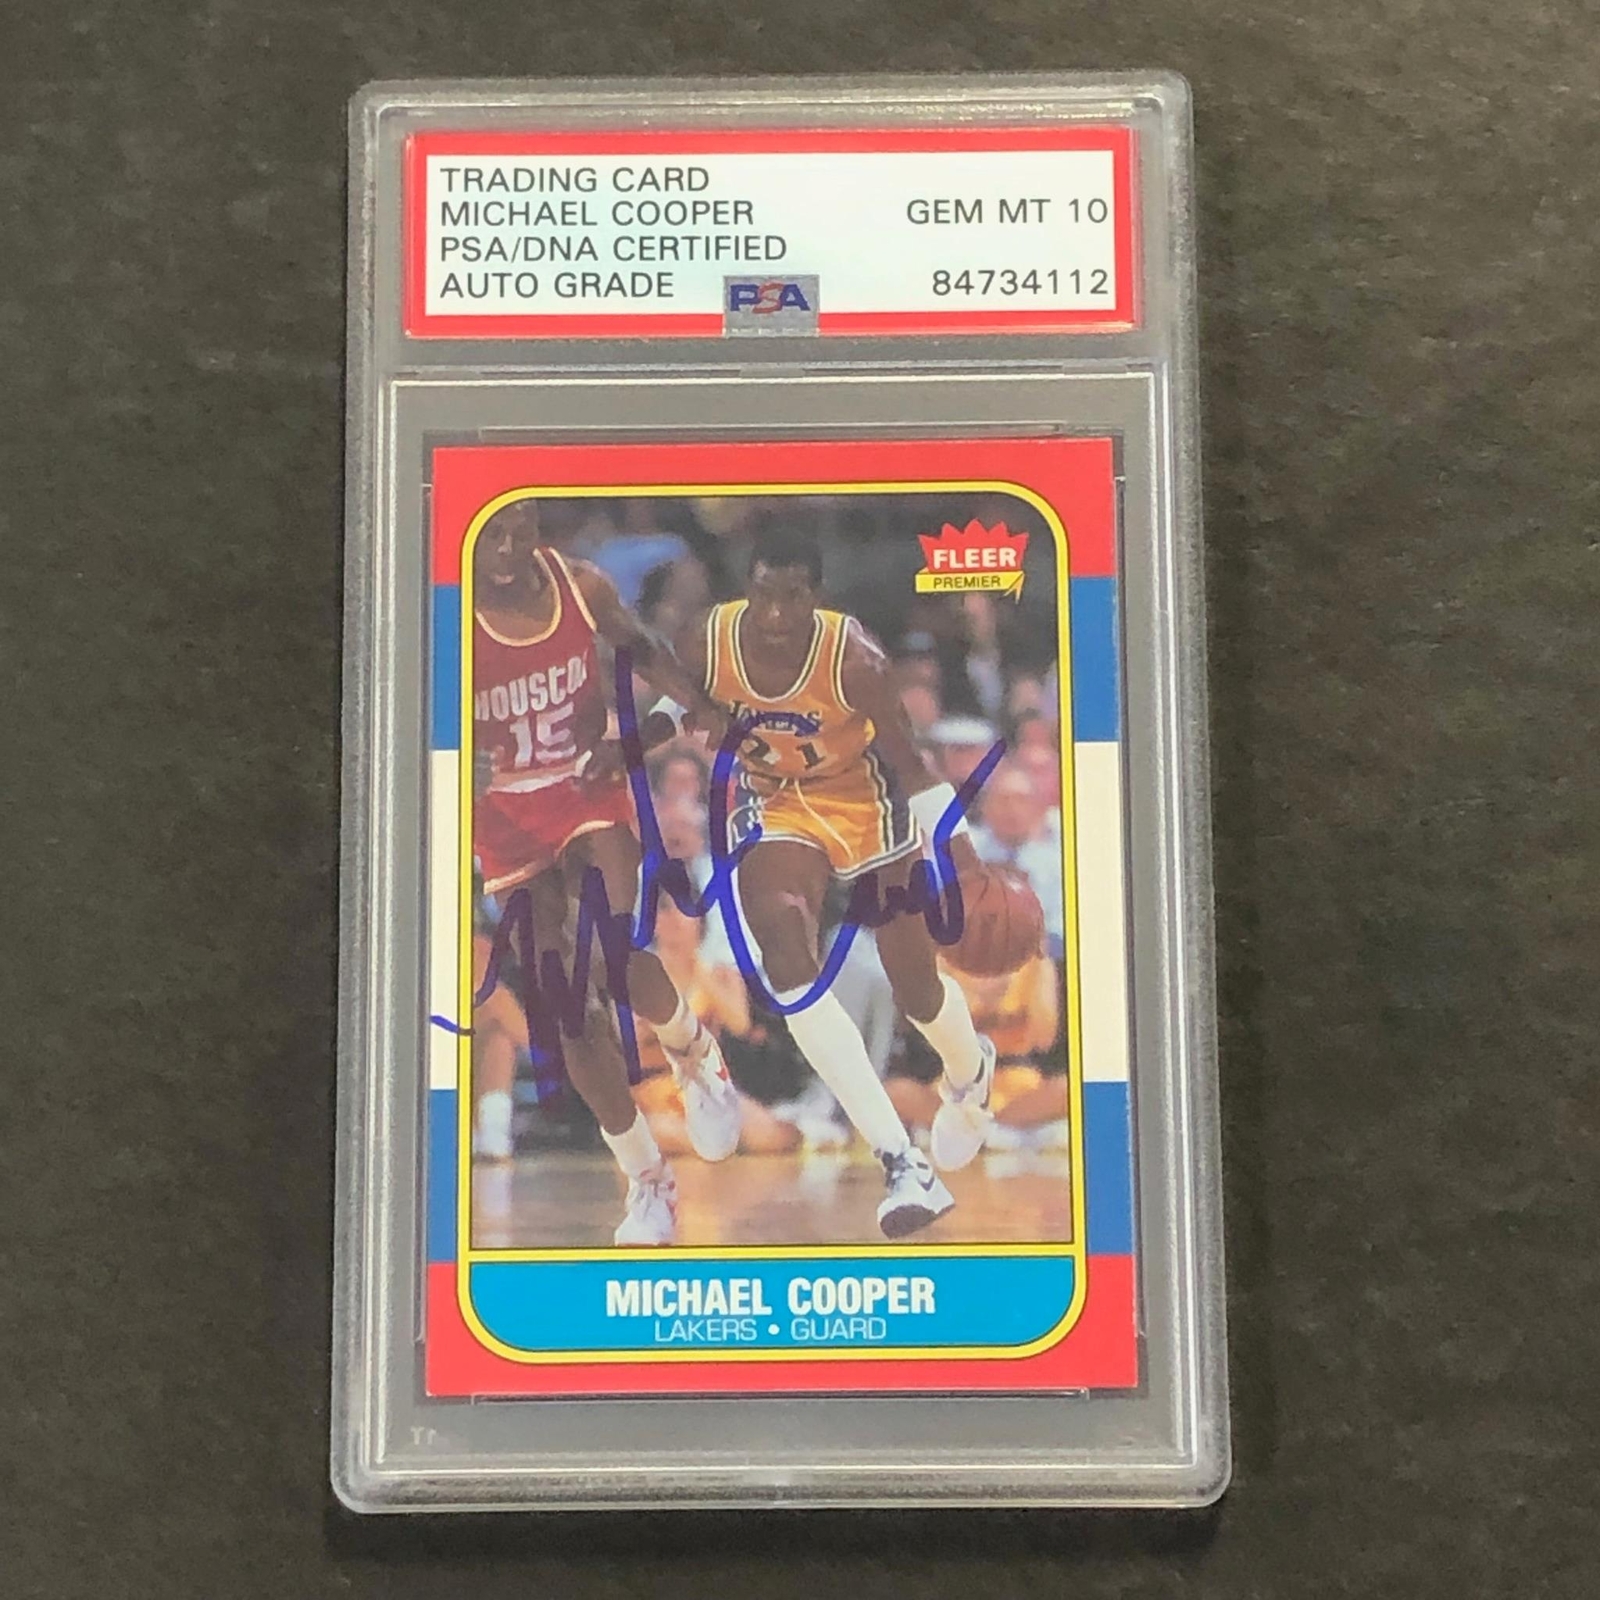 TRADING CARD
MICHAEL COOPER
PSA/DNA CERTIFIED
AUTO GRADE
GEM MT 10
84734112
PSA
FLEER
PREMIER
HOUSTON
15
LAKERS
21
MICHAEL COOPER
LAKERS • GUARD